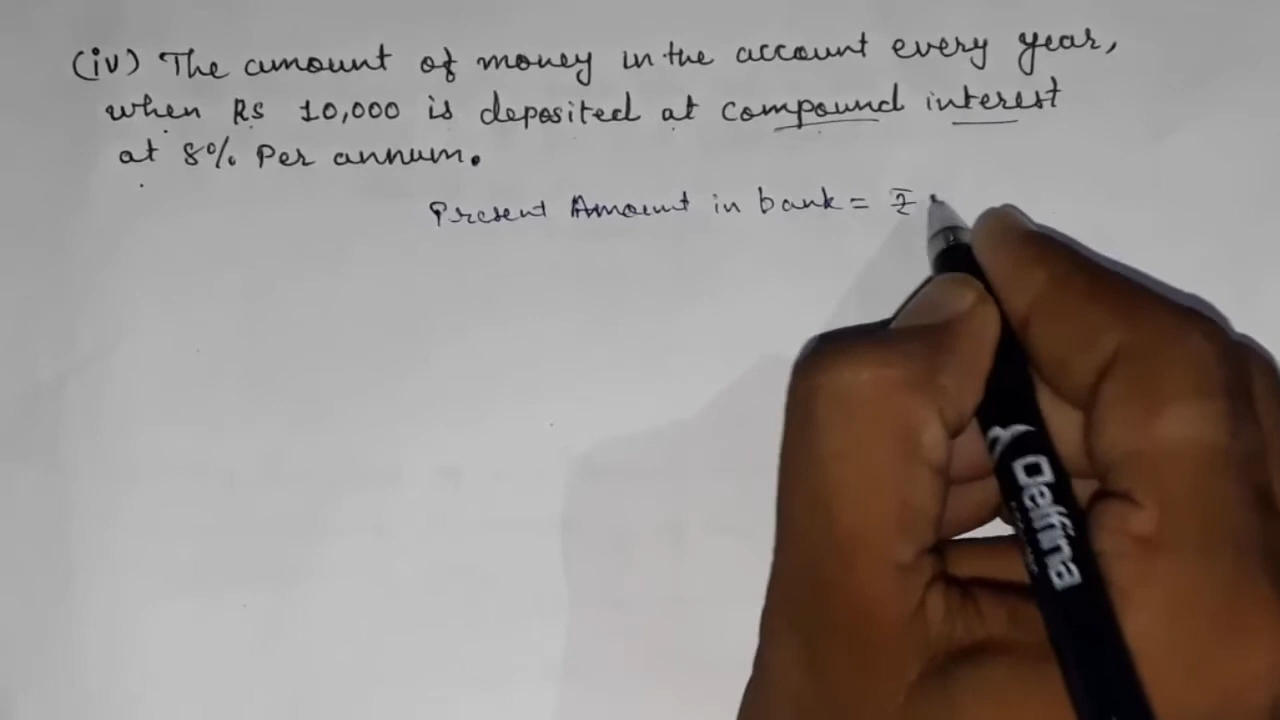 (iv) The amount of money in the account every year,
when Rs 10,000 is deposited at compound interest
at 8% Per annum.
Present Amount in bank = ₹
Delfina